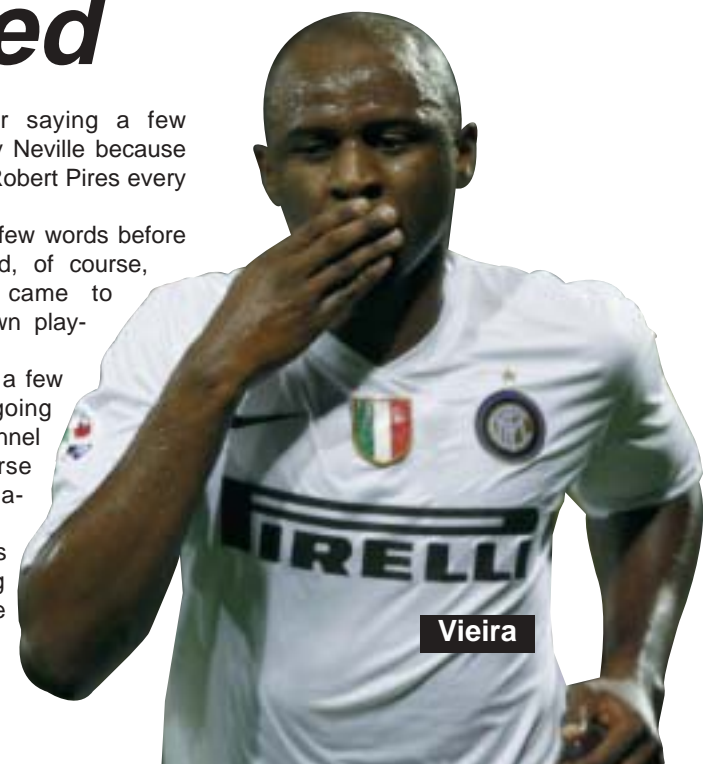 ed
r saying a few
Neville because
Robert Pires every
few words before
d, of course,
came to
wn play-
a few
going
nnel
rse
a-
s
g
e
IRELLI
Vieira